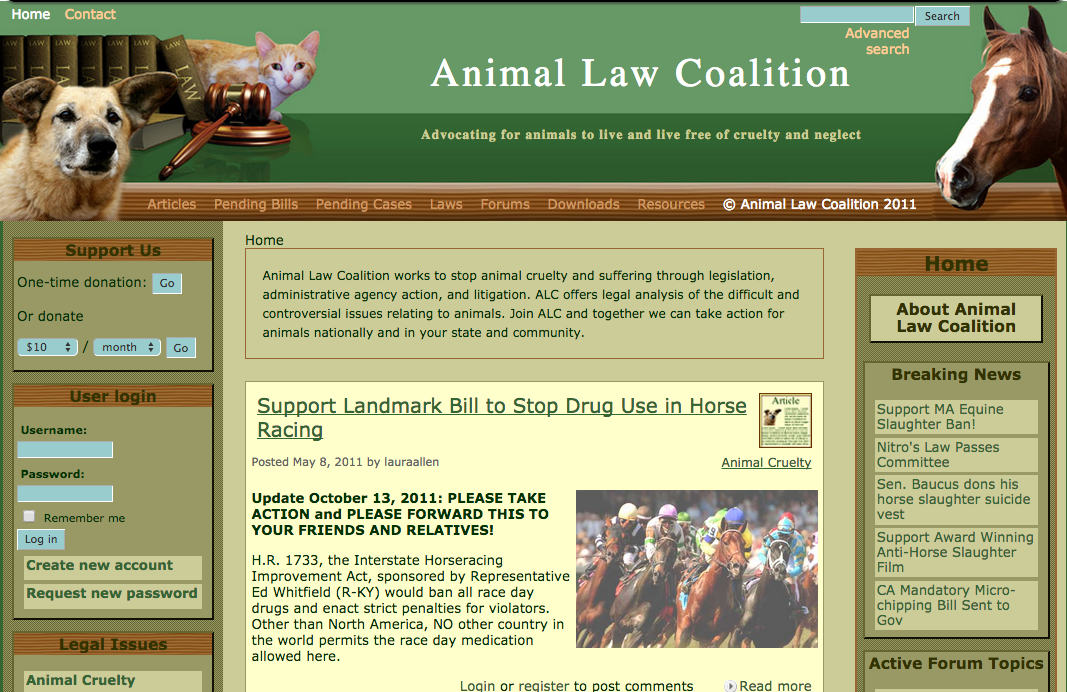 Home Contact
Search
Advanced
search
LAW LAW LAW LAW LAW LAW
Animal Law Coalition
Advocating for animals to live and live free of cruelty and neglect
Articles Pending Bills Pending Cases Laws Forums Downloads Resources © Animal Law Coalition 2011
Support Us
One-time donation: Go
Or donate
$10 / month Go
User login
Username:
Password:
Remember me
Log in
Create new account
Request new password
Legal Issues
Animal Cruelty
Home
Animal Law Coalition works to stop animal cruelty and suffering through legislation,
administrative agency action, and litigation. ALC offers legal analysis of the difficult and
controversial issues relating to animals. Join ALC and together we can take action for
animals nationally and in your state and community.
Support Landmark Bill to Stop Drug Use in Horse
Racing
Article
Posted May 8, 2011 by lauraallen
Animal Cruelty
Update October 13, 2011: PLEASE TAKE
ACTION and PLEASE FORWARD THIS TO
YOUR FRIENDS AND RELATIVES!
H.R. 1733, the Interstate Horseracing
Improvement Act, sponsored by Representative
Ed Whitfield (R-KY) would ban all race day
drugs and enact strict penalties for violators.
Other than North America, NO other country in
the world permits the race day medication
allowed here.
Login or register to post comments Read more
Home
About Animal
Law Coalition
Breaking News
Support MA Equine
Slaughter Ban!
Nitro's Law Passes
Committee
Sen. Baucus dons his
horse slaughter suicide
vest
Support Award Winning
Anti-Horse Slaughter
Film
CA Mandatory Micro-
chipping Bill Sent to
Gov
Active Forum Topics